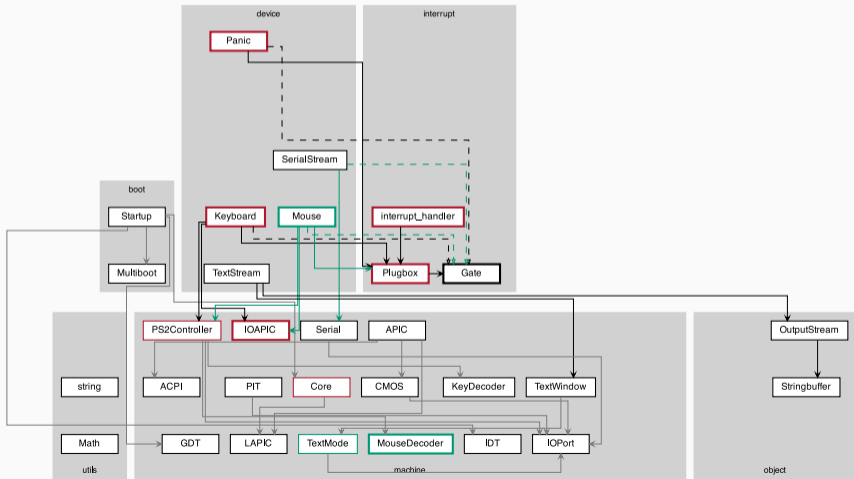 device
interrupt
Panic
SerialStream
boot
Startup
Keyboard
Mouse
interrupt_handler
Multiboot
TextStream
Plugbox
Gate
PS2Controller
IOAPIC
Serial
APIC
OutputStream
string
ACPI
PIT
Core
CMOS
KeyDecoder
TextWindow
Stringbuffer
Math
GDT
LAPIC
TextMode
MouseDecoder
IDT
IOPort
utils
machine
object